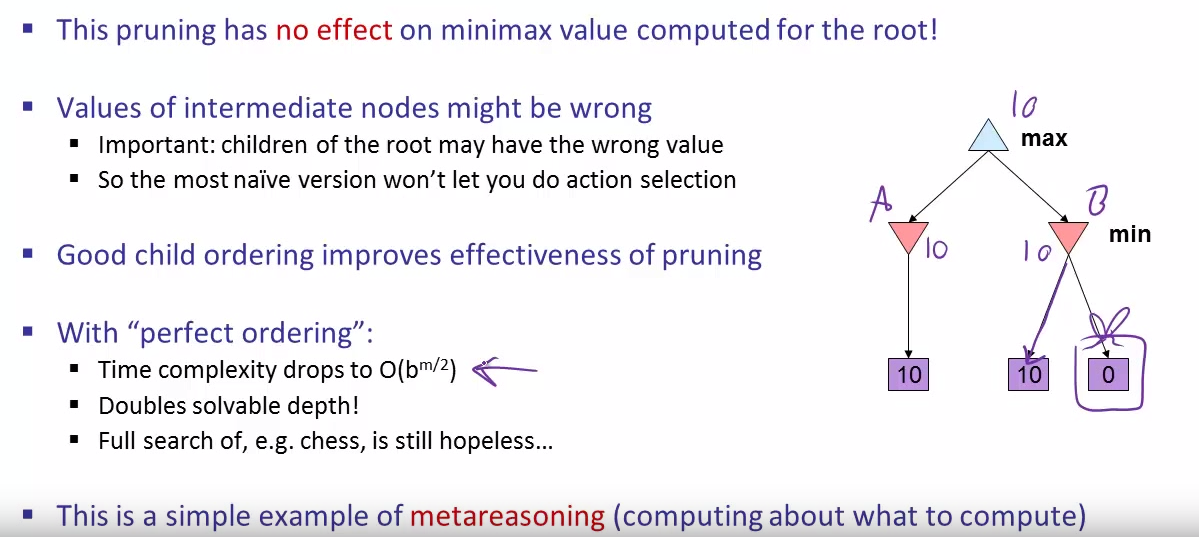 ▪ This pruning has no effect on minimax value computed for the root!
▪ Values of intermediate nodes might be wrong
▪ Important: children of the root may have the wrong value
▪ So the most naïve version won’t let you do action selection
▪ Good child ordering improves effectiveness of pruning
▪ With “perfect ordering”:
▪ Time complexity drops to O(bᵐ/²)
▪ Doubles solvable depth!
▪ Full search of, e.g. chess, is still hopeless…
▪ This is a simple example of metareasoning (computing about what to compute)
10
max
A
B
10
10
min
10
10
0